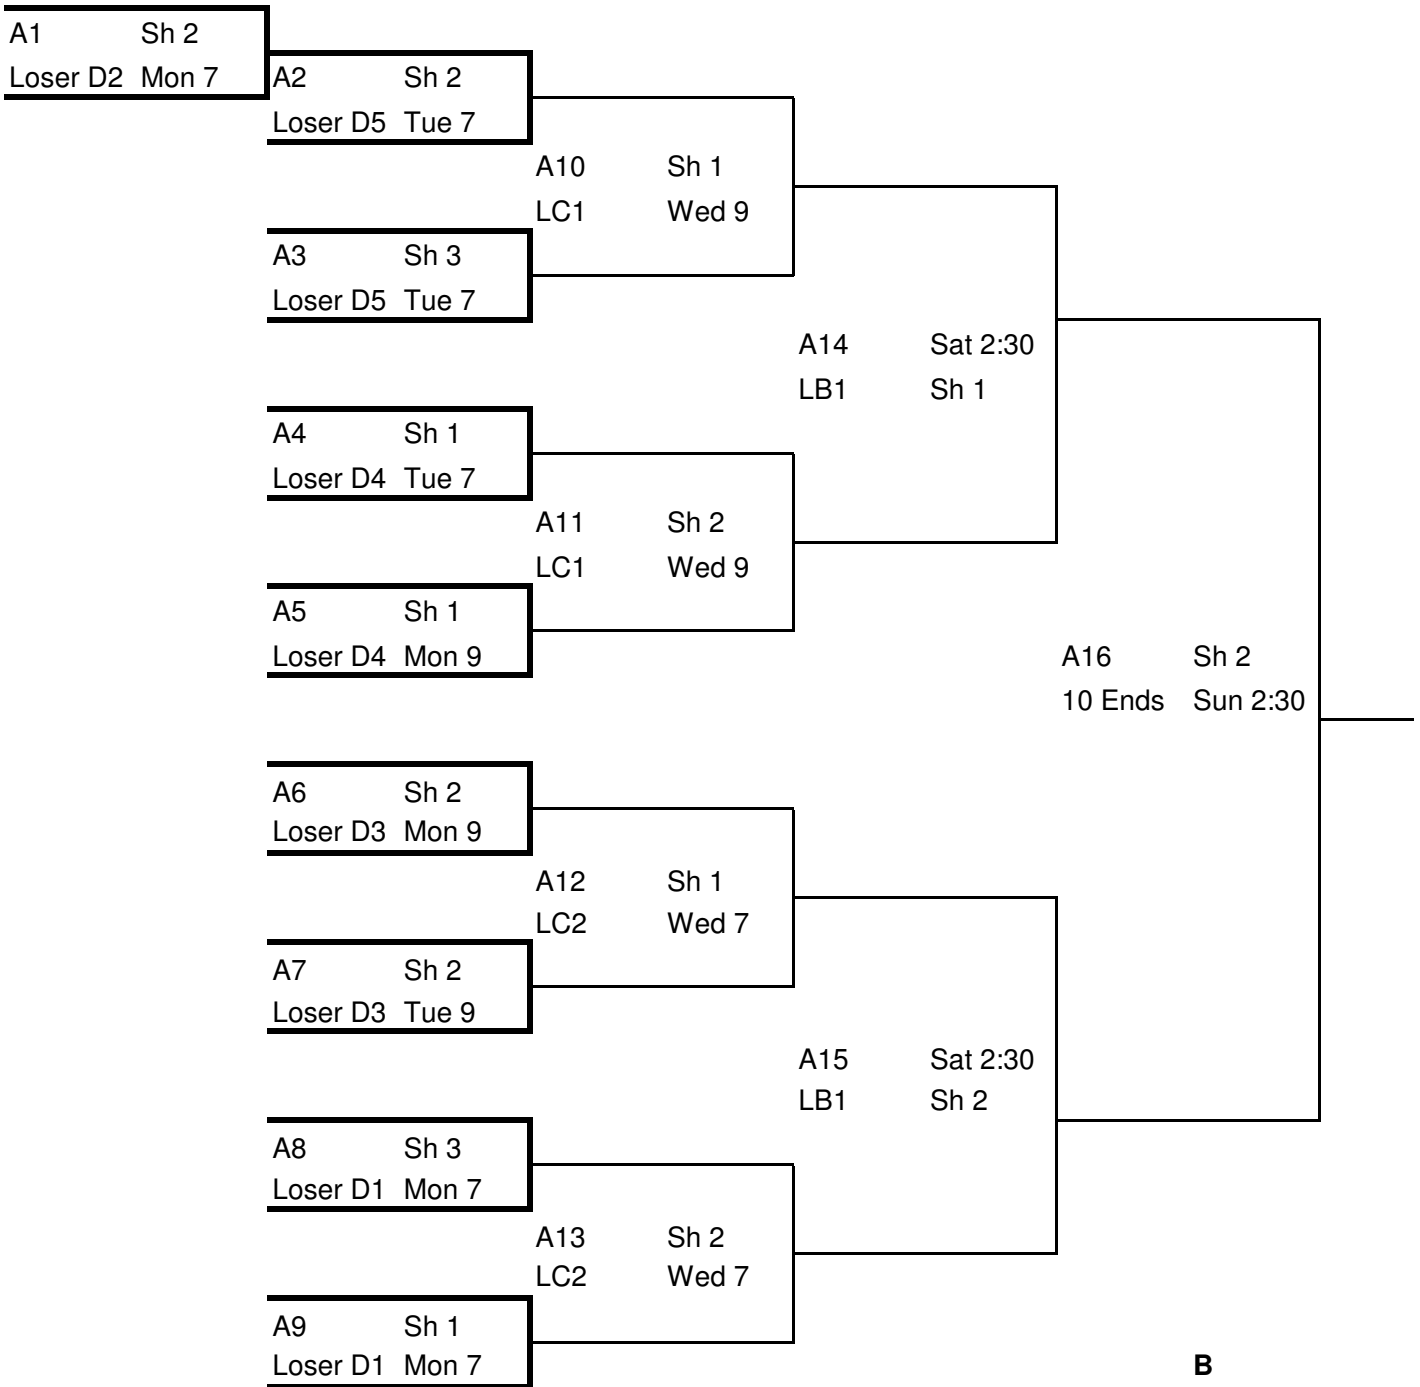 A1 Sh 2
Loser D2 Mon 7
A2 Sh 2
Loser D5 Tue 7
A10 Sh 1
LC1 Wed 9
A3 Sh 3
Loser D5 Tue 7
A14 Sat 2:30
LB1 Sh 1
A4 Sh 1
Loser D4 Tue 7
A11 Sh 2
LC1 Wed 9
A5 Sh 1
Loser D4 Mon 9
A16 Sh 2
10 Ends Sun 2:30
A6 Sh 2
Loser D3 Mon 9
A12 Sh 1
LC2 Wed 7
A7 Sh 2
Loser D3 Tue 9
A15 Sat 2:30
LB1 Sh 2
A8 Sh 3
Loser D1 Mon 7
A13 Sh 2
LC2 Wed 7
A9 Sh 1
Loser D1 Mon 7
B